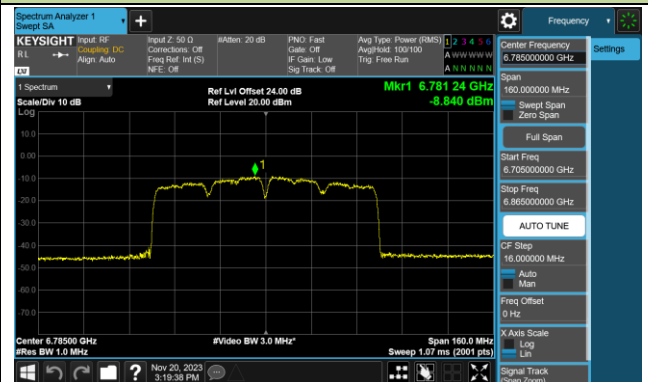 Spectrum Analyzer 1
Swept SA
+
Frequency
KEYSIGHT
Input: RF
Input Z: 50 Ω
#Atten: 20 dB
PNO: Fast
Avg Type: Power (RMS)
1 2 3 4 5 6
RL
Coupling: DC
Corrections: Off
Gate: Off
Avg|Hold: 100/100
A W W W W W
Align: Auto
Freq Ref: Int (S)
IF Gain: Low
Trig: Free Run
LXI
NFE: Off
Sig Track: Off
A N N N N N
1 Spectrum
Ref Lvl Offset 24.00 dB
Mkr1 6.781 24 GHz
Scale/Div 10 dB
Ref Level 20.00 dBm
-8.840 dBm
Log
10.0
0.00
-10.0
-20.0
-30.0
-40.0
-50.0
-60.0
-70.0
1
Center 6.78500 GHz
#Video BW 3.0 MHz*
Span 160.0 MHz
#Res BW 1.0 MHz
Sweep 1.07 ms (2001 pts)
Center Frequency
6.785000000 GHz
Settings
Span
160.000000 MHz
Swept Span
Zero Span
Full Span
Start Freq
6.705000000 GHz
Stop Freq
6.865000000 GHz
AUTO TUNE
CF Step
16.000000 MHz
Auto
Man
Freq Offset
0 Hz
X Axis Scale
Log
Lin
Signal Track
(Span Zoom)
?
Nov 20, 2023
3:19:38 PM